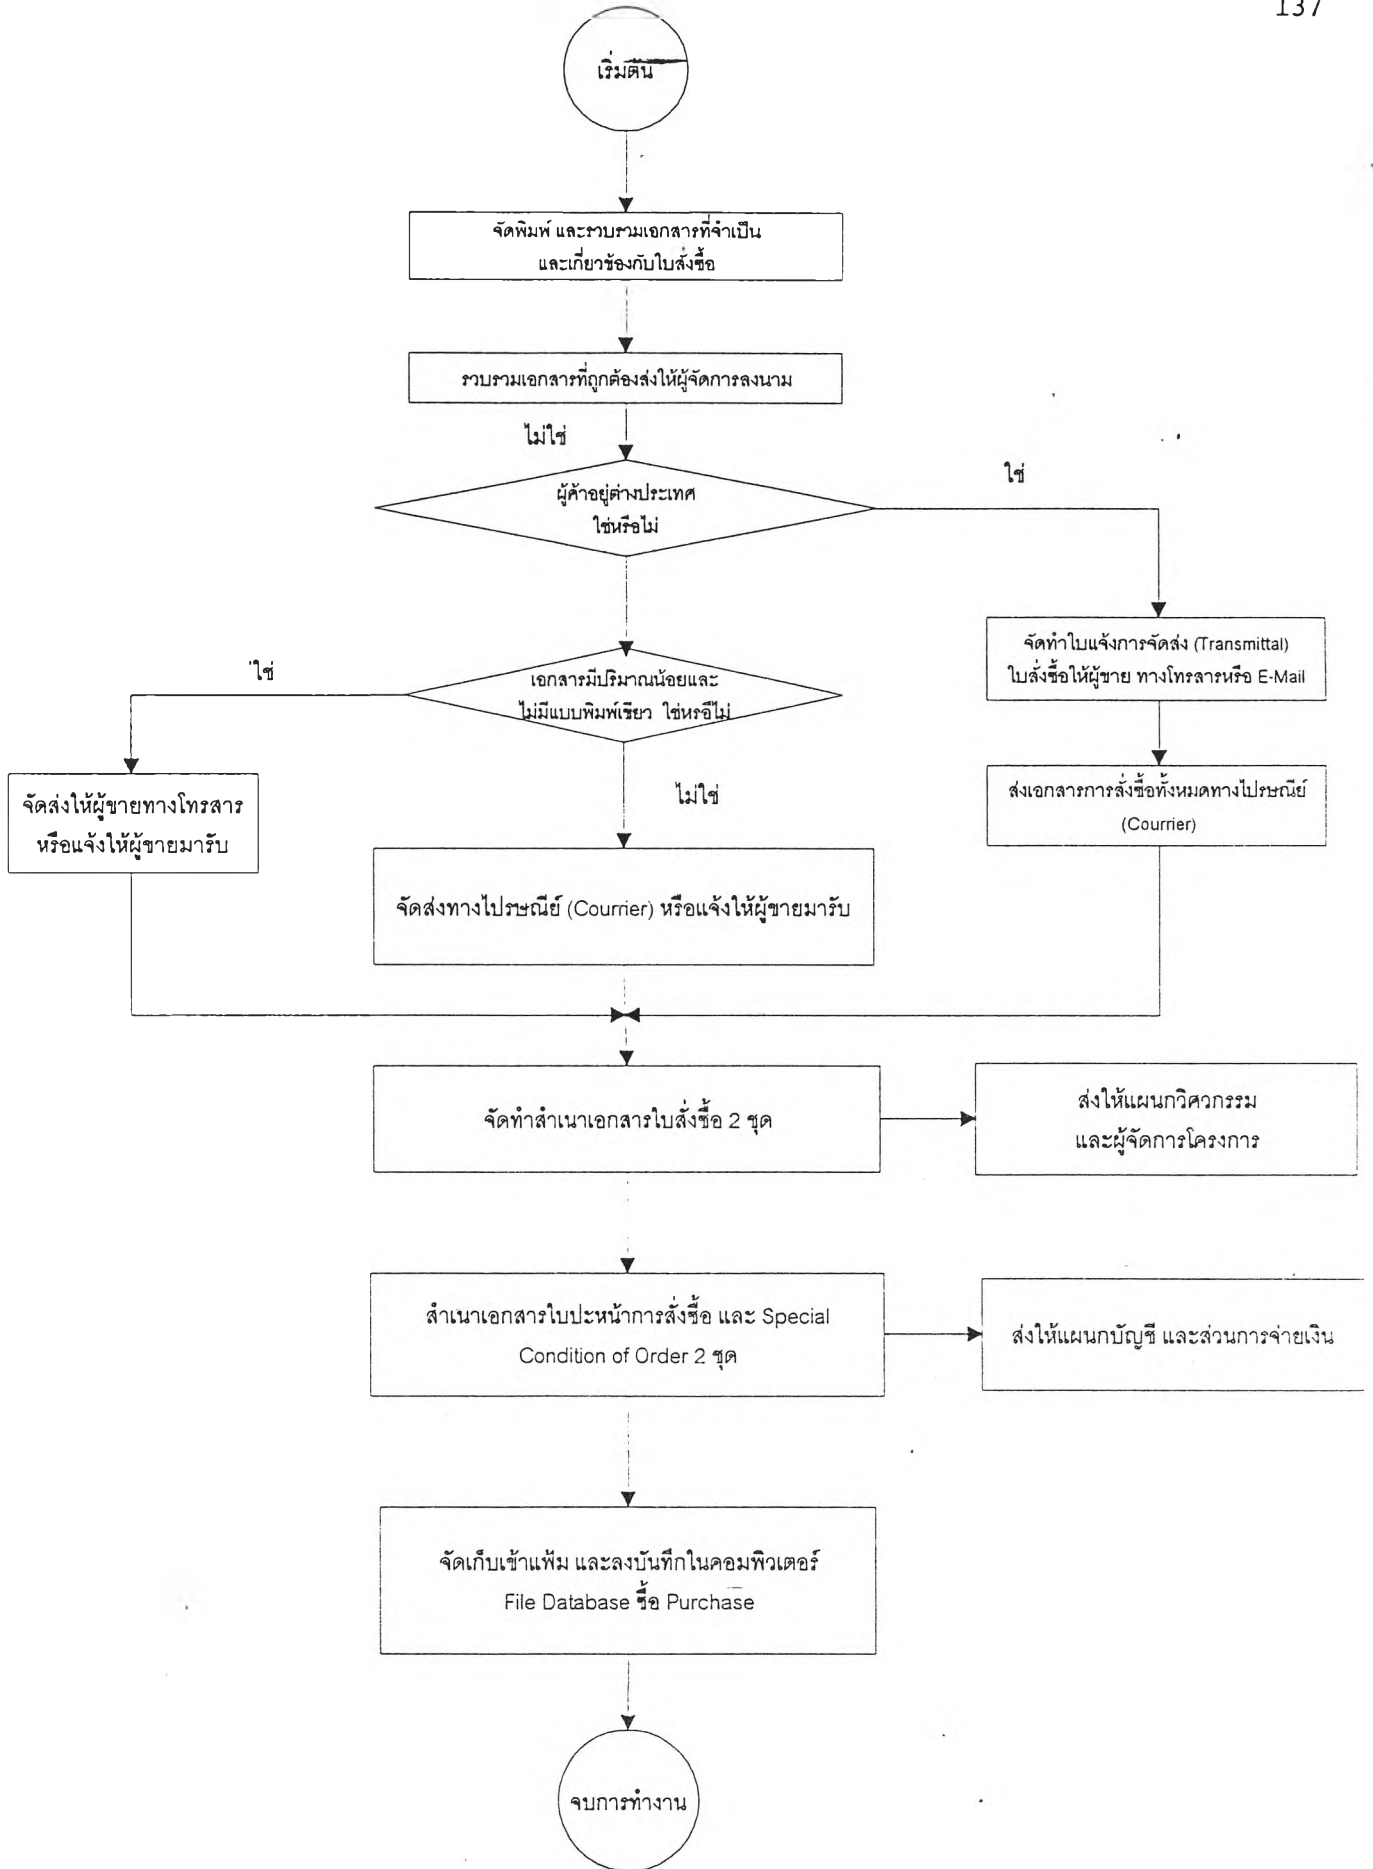 137
เริ่มต้น
จัดพิมพ์ และรวบรวมเอกสารที่จำเป็น
และเกี่ยวข้องกับใบสั่งซื้อ
รวบรวมเอกสารที่ถูกต้องส่งให้ผู้จัดการลงนาม
ไม่ใช่
ใช่
ผู้ค้าอยู่ต่างประเทศ
ใช่หรือไม่
จัดทำใบแจ้งการจัดส่ง (Transmittal)
ใบสั่งซื้อให้ผู้ขาย ทางโทรสารหรือ E-Mail
ใช่
เอกสารมีปริมาณน้อยและ
ไม่มีแบบพิมพ์เขียว ใช่หรือไม่
ไม่ใช่
จัดส่งให้ผู้ขายทางโทรสาร
หรือแจ้งให้ผู้ขายมารับ
ส่งเอกสารการสั่งซื้อทั้งหมดทางไปรษณีย์
(Courrier)
จัดส่งทางไปรษณีย์ (Courrier) หรือแจ้งให้ผู้ขายมารับ
จัดทำสำเนาเอกสารใบสั่งซื้อ 2 ชุด
ส่งให้แผนกวิศวกรรม
และผู้จัดการโครงการ
สำเนาเอกสารใบปะหน้าการสั่งซื้อ และ Special
Condition of Order 2 ชุด
ส่งให้แผนกบัญชี และส่วนการจ่ายเงิน
จัดเก็บเข้าแฟ้ม และลงบันทึกในคอมพิวเตอร์
File Database ชื่อ Purchase
จบการทำงาน